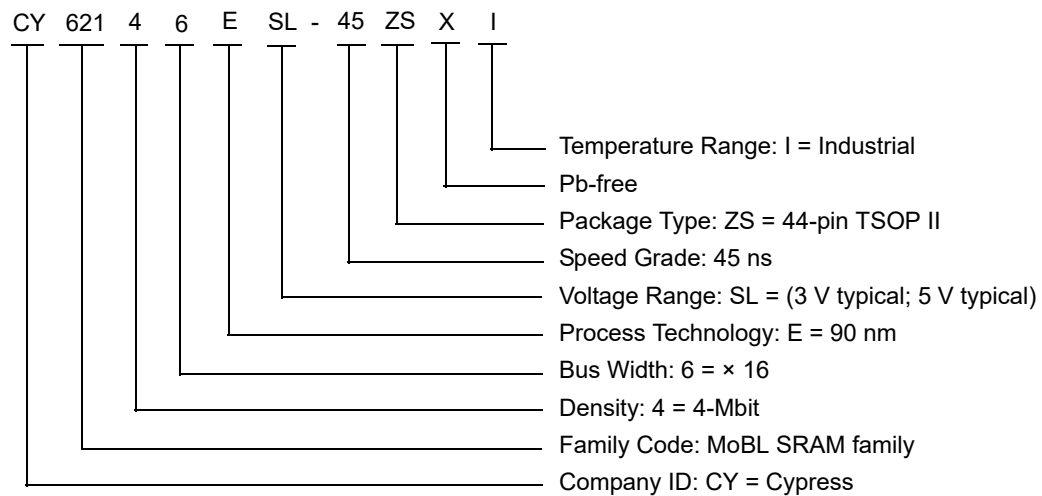 CY 621 4 6 E SL - 45 ZS X I
Temperature Range: I = Industrial
Pb-free
Package Type: ZS = 44-pin TSOP II
Speed Grade: 45 ns
Voltage Range: SL = (3 V typical; 5 V typical)
Process Technology: E = 90 nm
Bus Width: 6 = × 16
Density: 4 = 4-Mbit
Family Code: MoBL SRAM family
Company ID: CY = Cypress